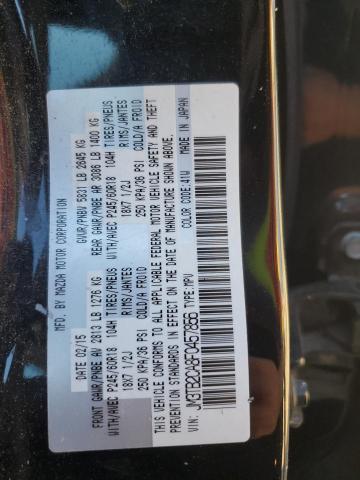 MFD. BY MAZDA MOTOR CORPORATION
DATE 02/15 GVWR/PNBV 5831 LB 2645 KG
FRONT GAWR/PNBE AV 2813 LB 1276 KG REAR GAWR/PNBE AR 3086 LB 1400 KG
WITH/AVEC P245/60R18 104H TIRES/PNEUS WITH/AVEC P245/60R18 104H TIRES/PNEUS
18X7 1/2J RIMS/JANTES 18X7 1/2J RIMS/JANTES
250 KPA/36 PSI COLD/A FROID 250 KPA/36 PSI COLD/A FROID
THIS VEHICLE CONFORMS TO ALL APPLICABLE FEDERAL MOTOR VEHICLE SAFETY AND THEFT
PREVENTION STANDARDS IN EFFECT ON THE DATE OF MANUFACTURE SHOWN ABOVE.
JM3TB2CA8F0457866 COLOR CODE:41W MADE IN JAPAN
VIN: TYPE:MPV